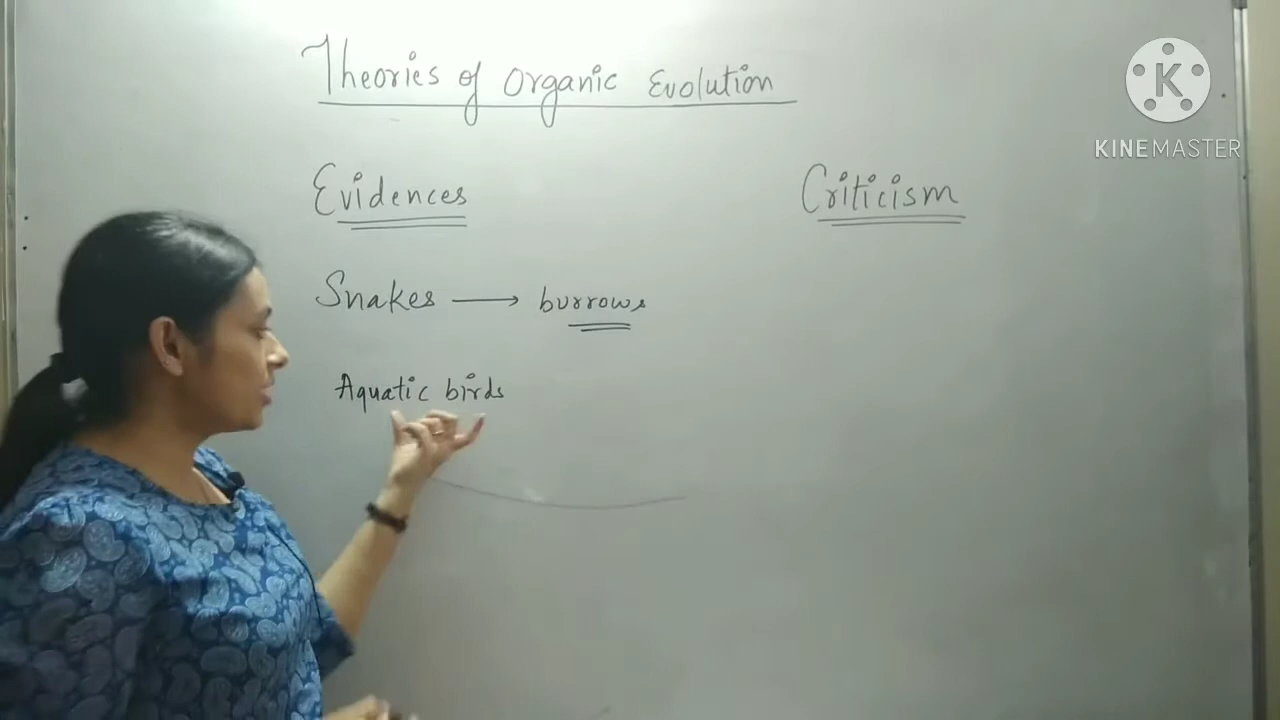 Theories of Organic Evolution
Evidences
Criticism
Snakes → burrows
Aquatic birds
K
KINEMASTER